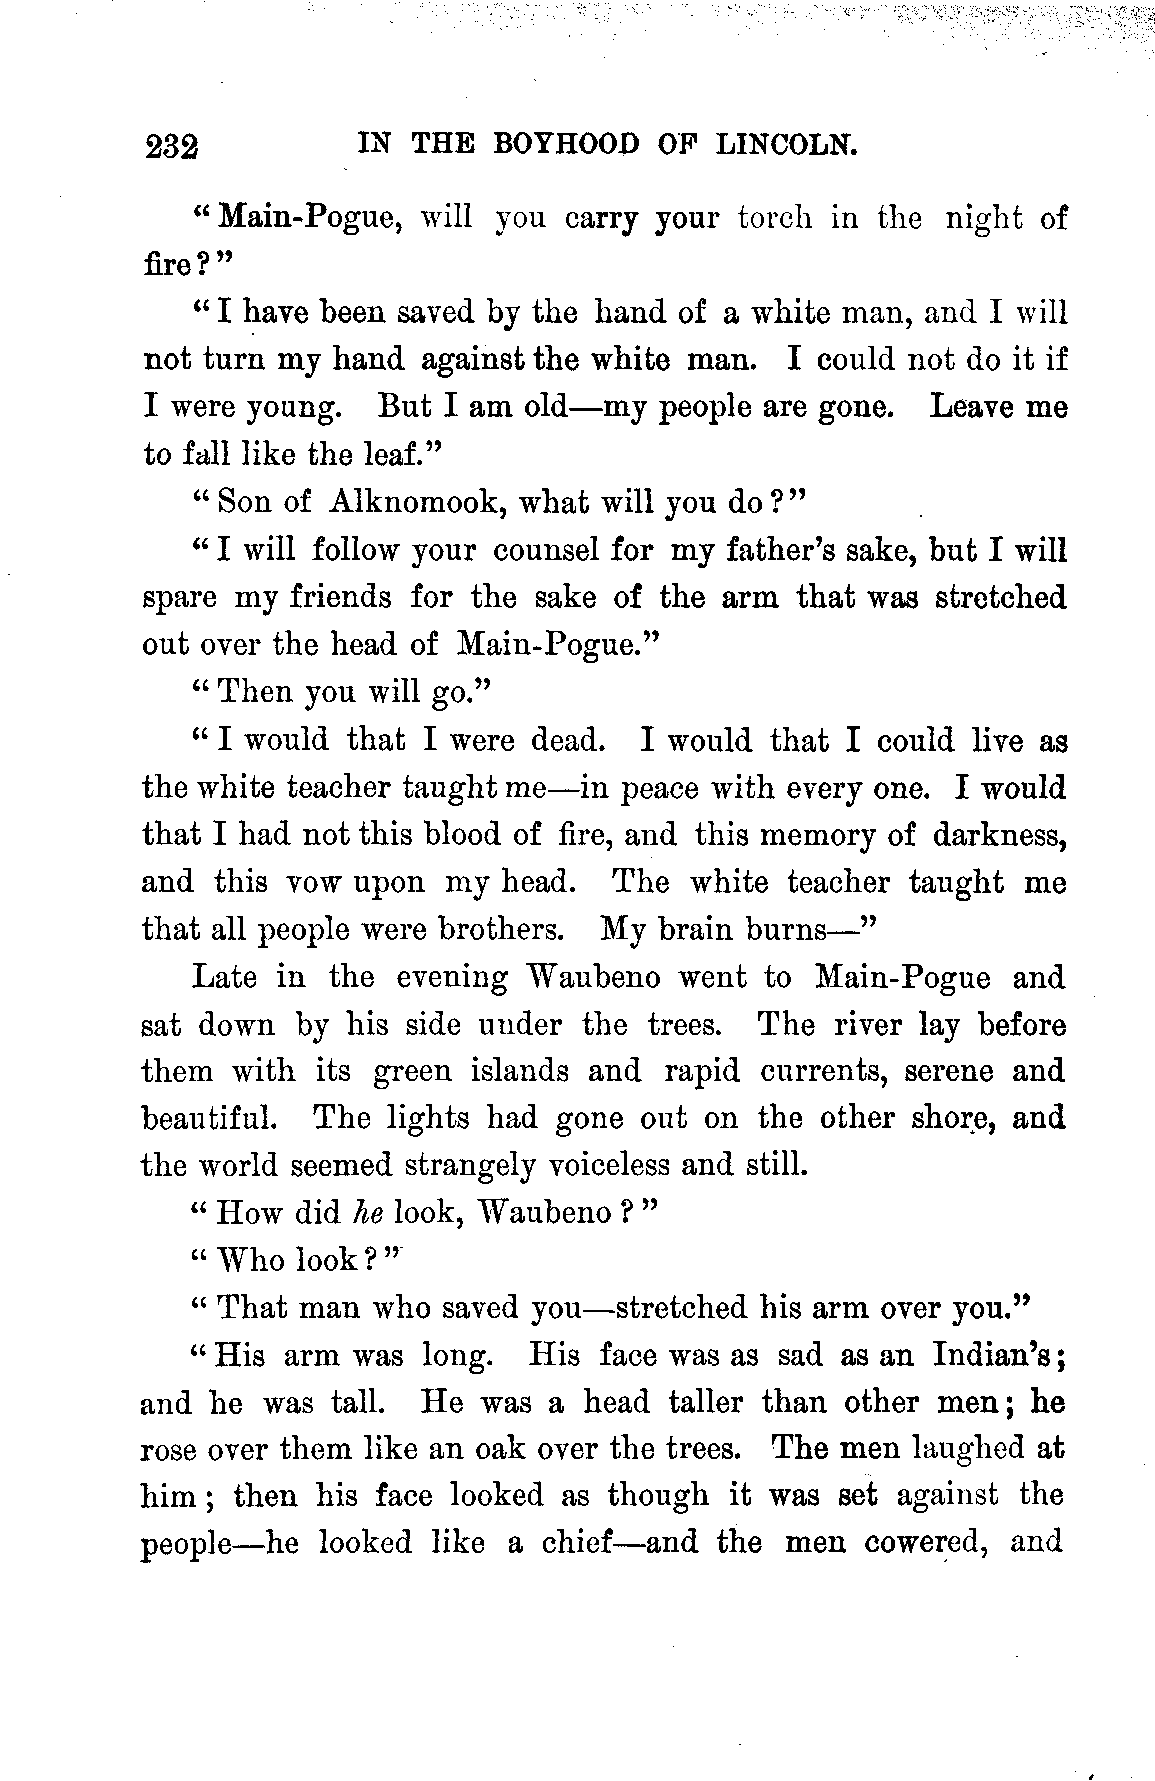 232 IN THE BOYHOOD OF LINCOLN.
“Main-Pogue, will you carry your torch in the night of
fire?”
“I have been saved by the hand of a white man, and I will
not turn my hand against the white man. I could not do it if
I were young. But I am old—my people are gone. Leave me
to fall like the leaf.”
“Son of Alknomook, what will you do?”
“I will follow your counsel for my father’s sake, but I will
spare my friends for the sake of the arm that was stretched
out over the head of Main-Pogue.”
“Then you will go.”
“I would that I were dead. I would that I could live as
the white teacher taught me—in peace with every one. I would
that I had not this blood of fire, and this memory of darkness,
and this vow upon my head. The white teacher taught me
that all people were brothers. My brain burns—”
Late in the evening Waubeno went to Main-Pogue and
sat down by his side under the trees. The river lay before
them with its green islands and rapid currents, serene and
beautiful. The lights had gone out on the other shore, and
the world seemed strangely voiceless and still.
“How did he look, Waubeno?”
“Who look?”
“That man who saved you—stretched his arm over you.”
“His arm was long. His face was as sad as an Indian’s;
and he was tall. He was a head taller than other men; he
rose over them like an oak over the trees. The men laughed at
him; then his face looked as though it was set against the
people—he looked like a chief—and the men cowered, and